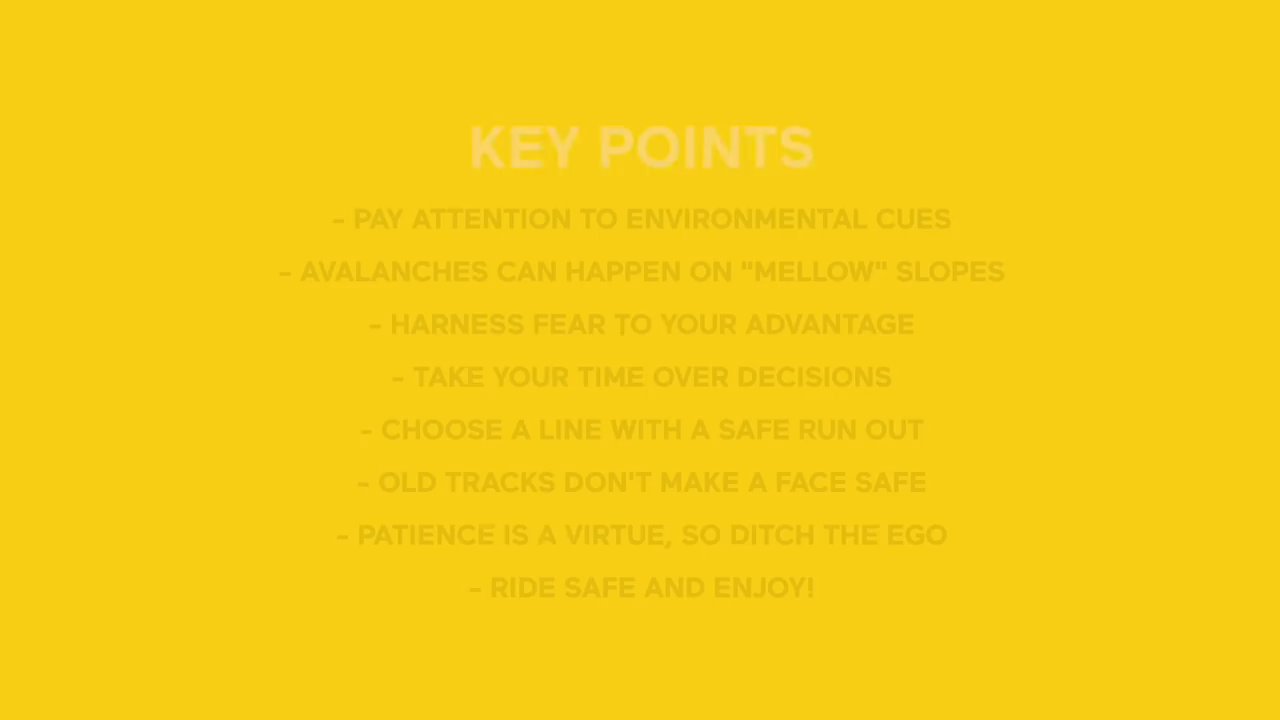 KEY POINTS
- PAY ATTENTION TO ENVIRONMENTAL CUES
- AVALANCHES CAN HAPPEN ON "MELLOW" SLOPES
- HARNESS FEAR TO YOUR ADVANTAGE
- TAKE YOUR TIME OVER DECISIONS
- CHOOSE A LINE WITH A SAFE RUN OUT
- OLD TRACKS DON'T MAKE A FACE SAFE
- PATIENCE IS A VIRTUE, SO DITCH THE EGO
- RIDE SAFE AND ENJOY!